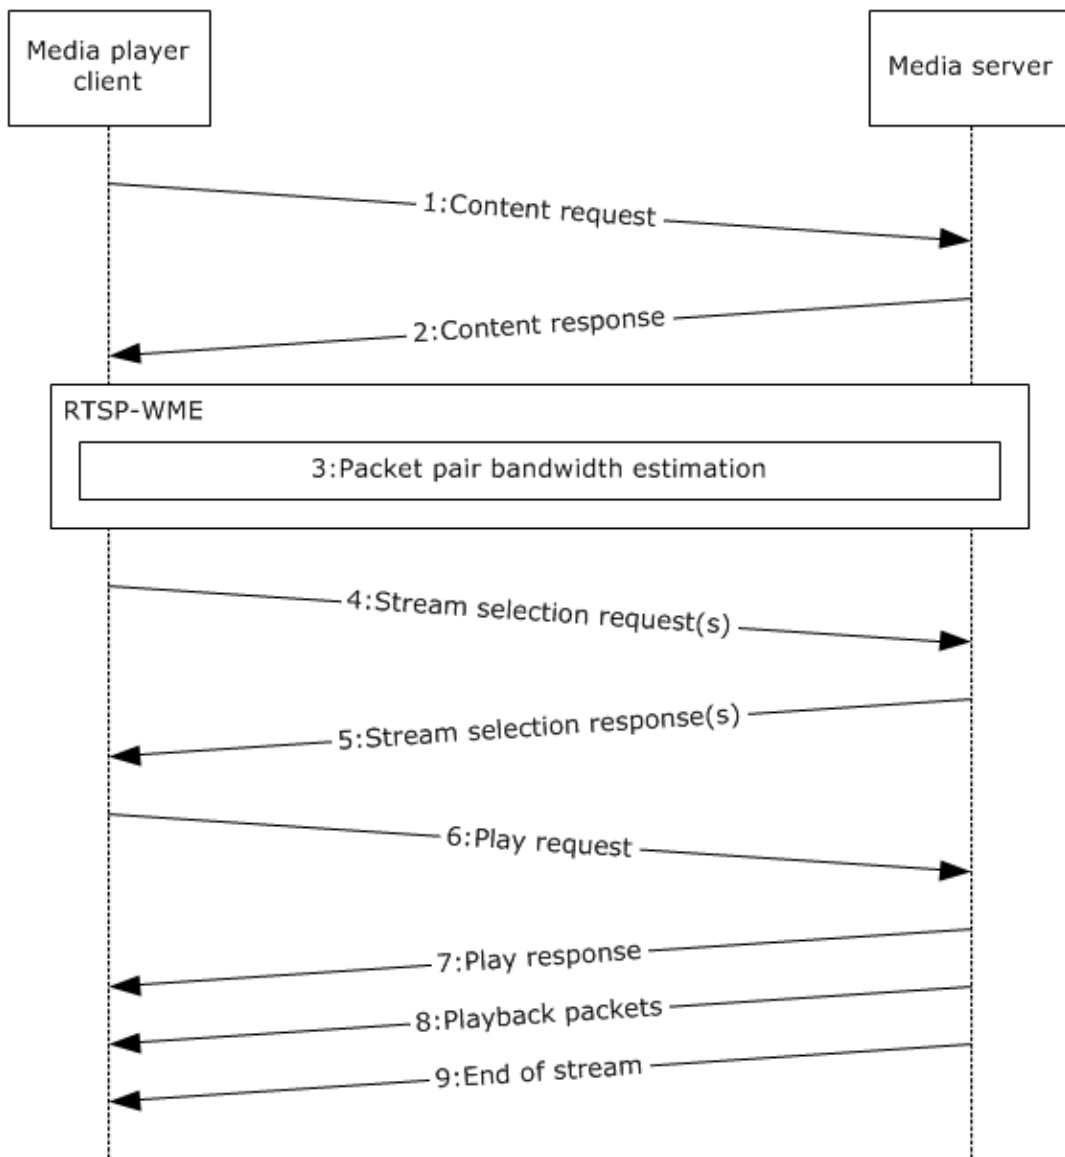 Media player
client
Media server
1:Content request
2:Content response
RTSP-WME
3:Packet pair bandwidth estimation
4:Stream selection request(s)
5:Stream selection response(s)
6:Play request
7:Play response
8:Playback packets
9:End of stream